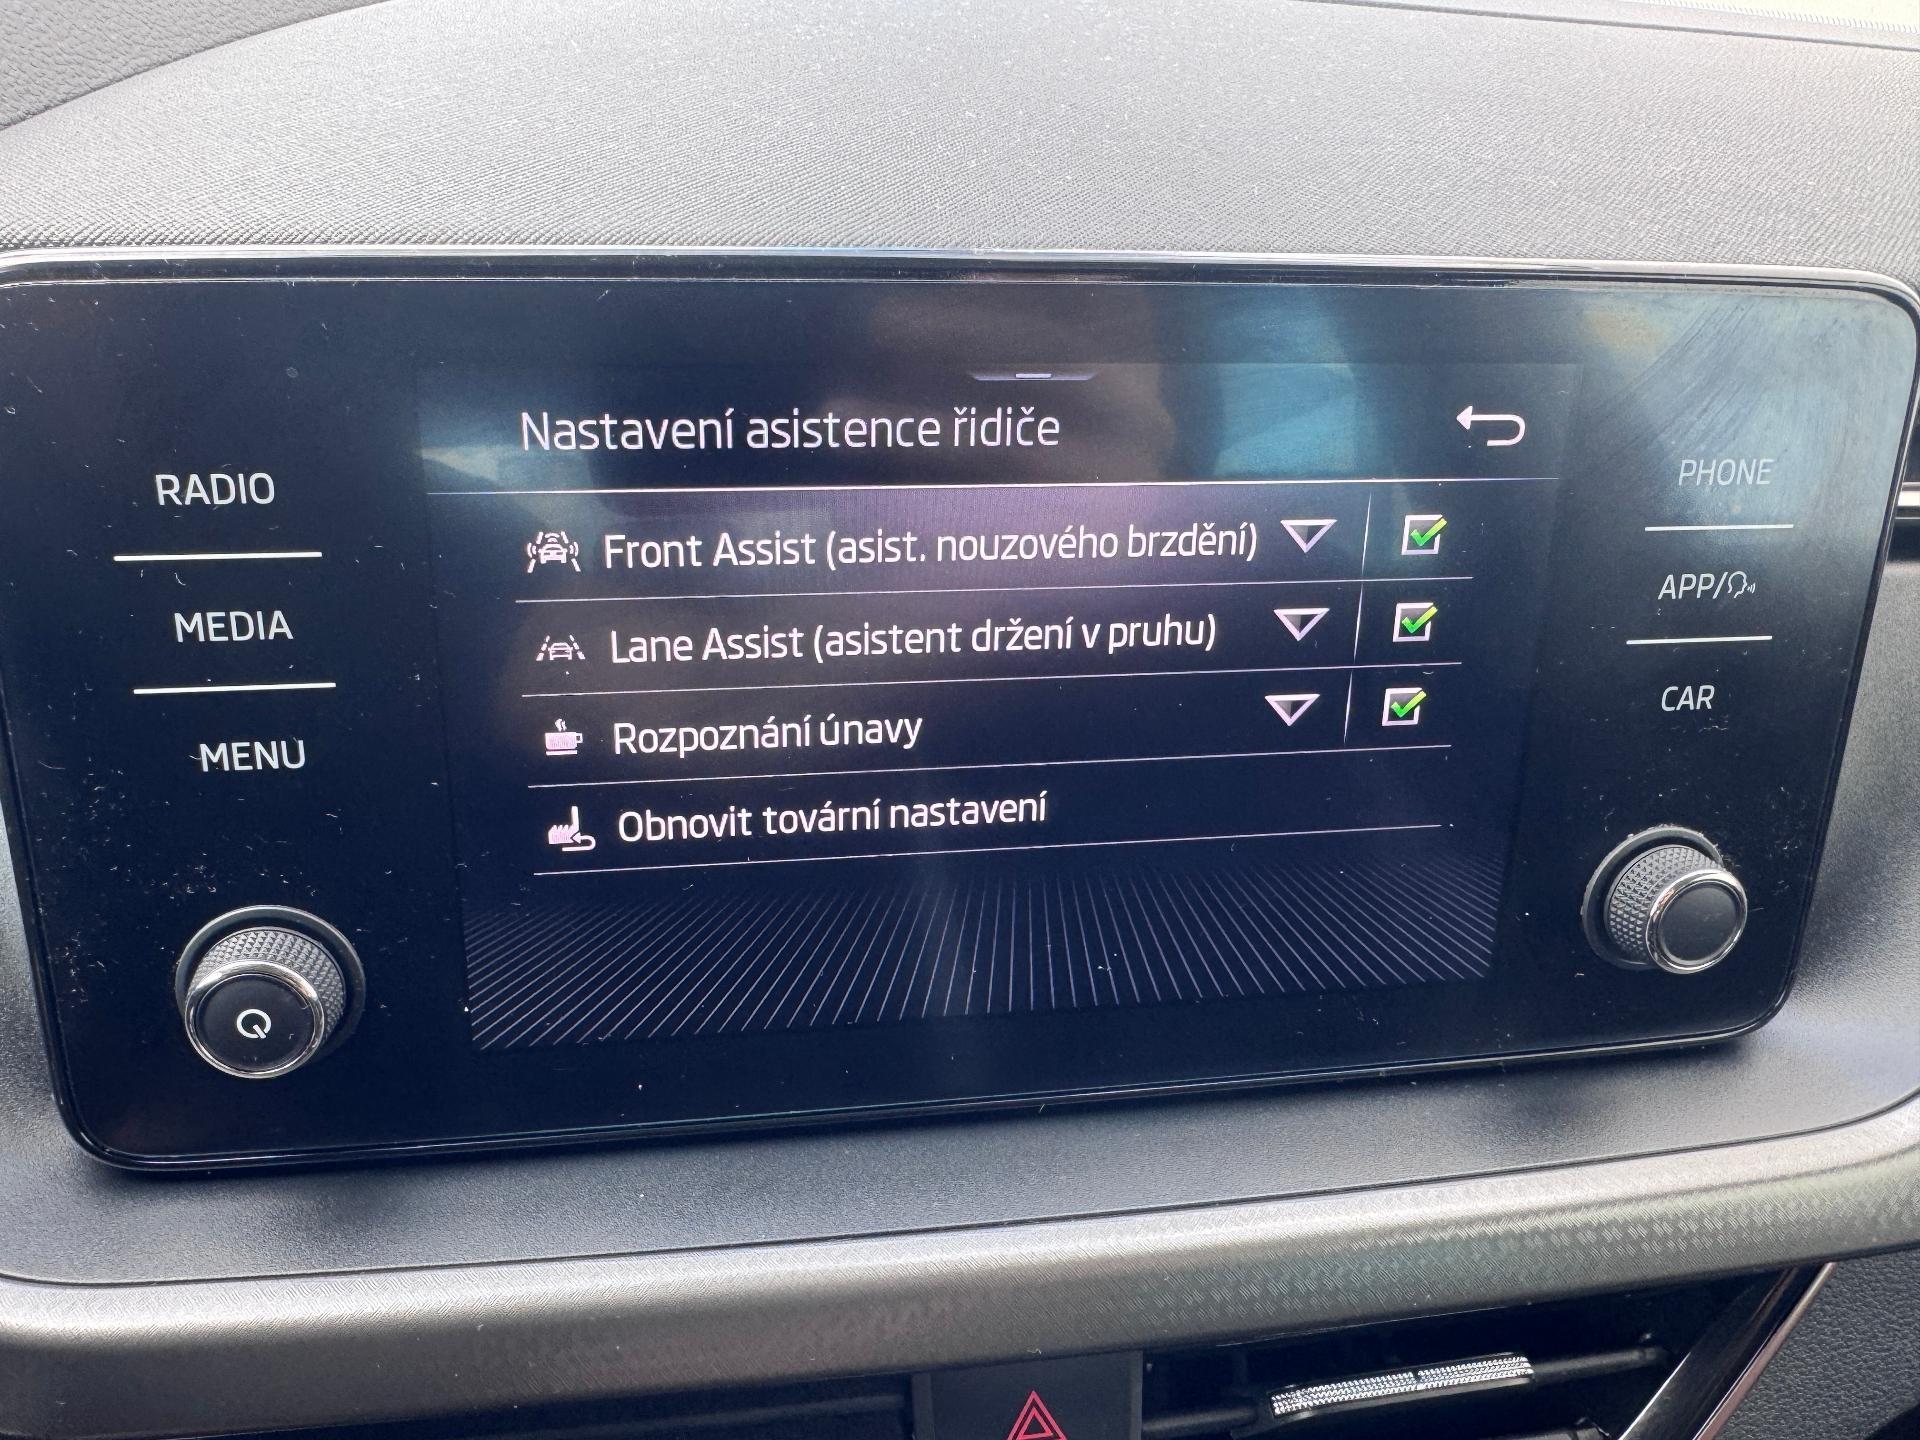 Nastavení asistence řidiče
RADIO
MEDIA
MENU
Front Assist (asist. nouzového brzdění)
Lane Assist (asistent držení v pruhu)
Rozpoznání únavy
Obnovit tovární nastavení
PHONE
APP/
CAR